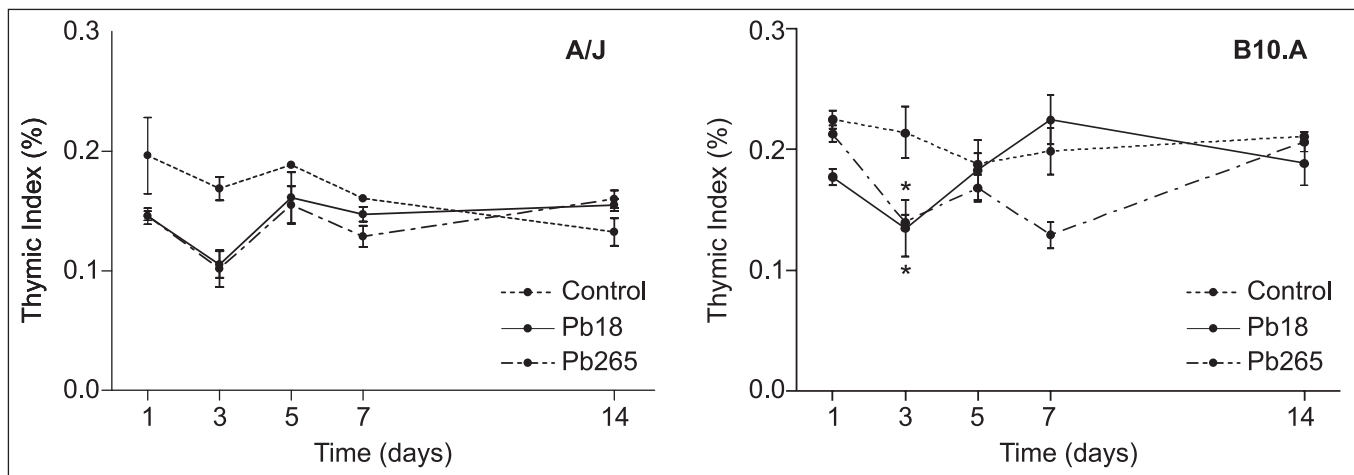 A/J
Thymic Index (%)
0.3
0.2
0.1
0.0
Control
Pb18
Pb265
1 3 5 7 14
Time (days)
B10.A
Thymic Index (%)
0.3
0.2
0.1
0.0
*
*
Control
Pb18
Pb265
1 3 5 7 14
Time (days)